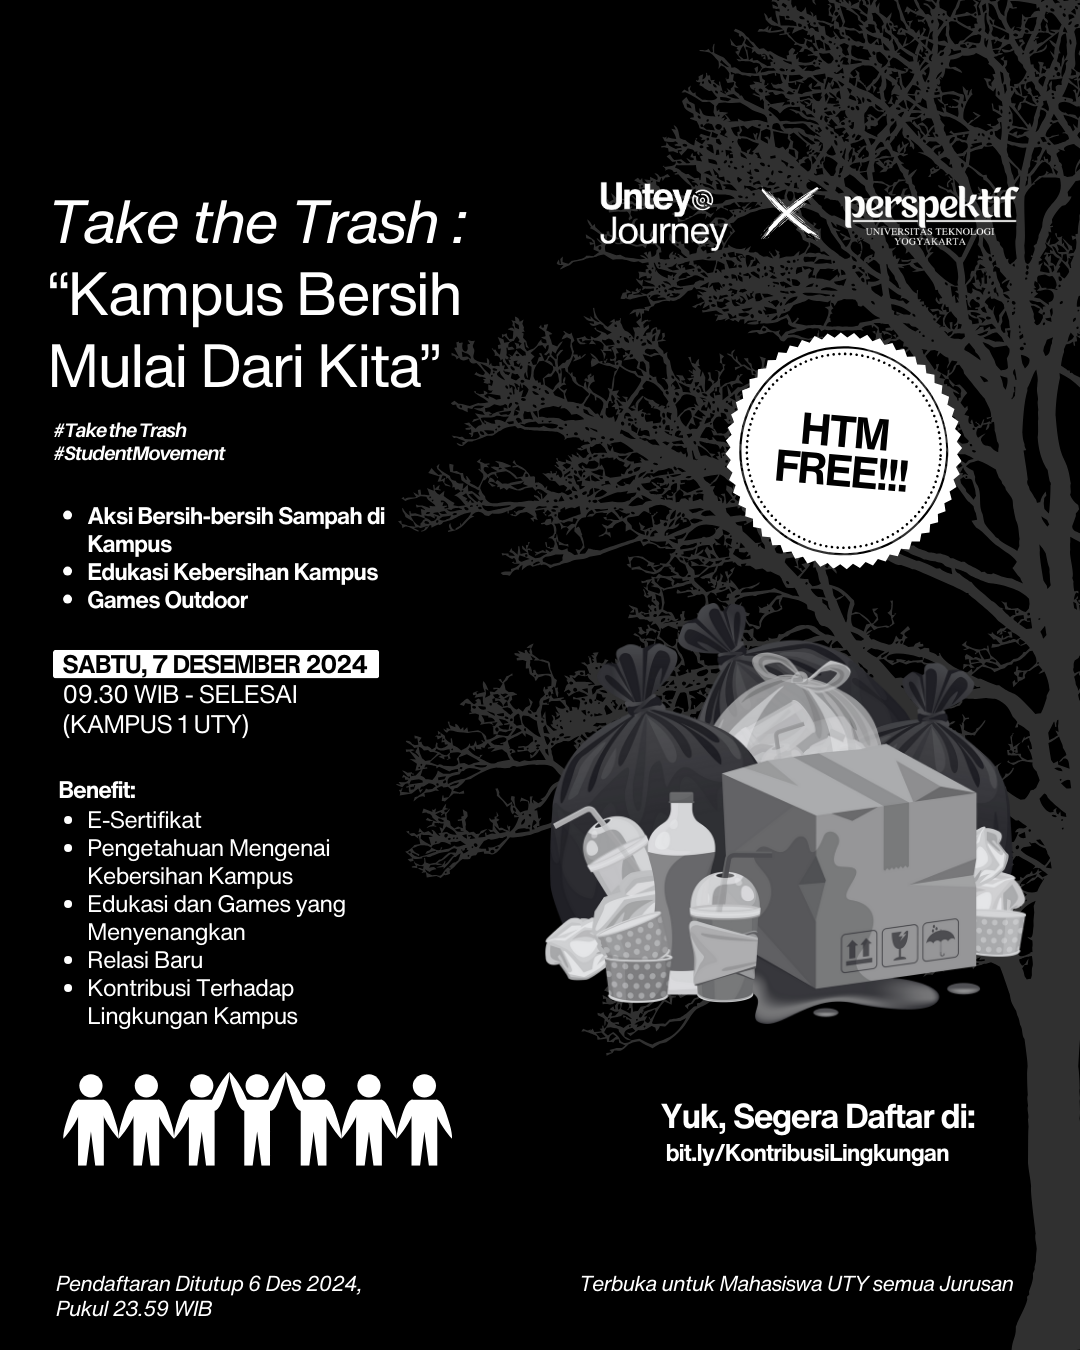 Take the Trash :
“Kampus Bersih
Mulai Dari Kita”
#Take the Trash
#StudentMovement
Untey
Journey
perspektif
UNIVERSITAS TEKNOLOGI
YOGYAKARTA
HTM
FREE!!!
• Aksi Bersih-bersih Sampah di
Kampus
• Edukasi Kebersihan Kampus
• Games Outdoor
SABTU, 7 DESEMBER 2024
09.30 WIB - SELESAI
(KAMPUS 1 UTY)
Benefit:
• E-Sertifikat
• Pengetahuan Mengenai
Kebersihan Kampus
• Edukasi dan Games yang
Menyenangkan
• Relasi Baru
• Kontribusi Terhadap
Lingkungan Kampus
Yuk, Segera Daftar di:
bit.ly/KontribusiLingkungan
Pendaftaran Ditutup 6 Des 2024,
Pukul 23.59 WIB
Terbuka untuk Mahasiswa UTY semua Jurusan